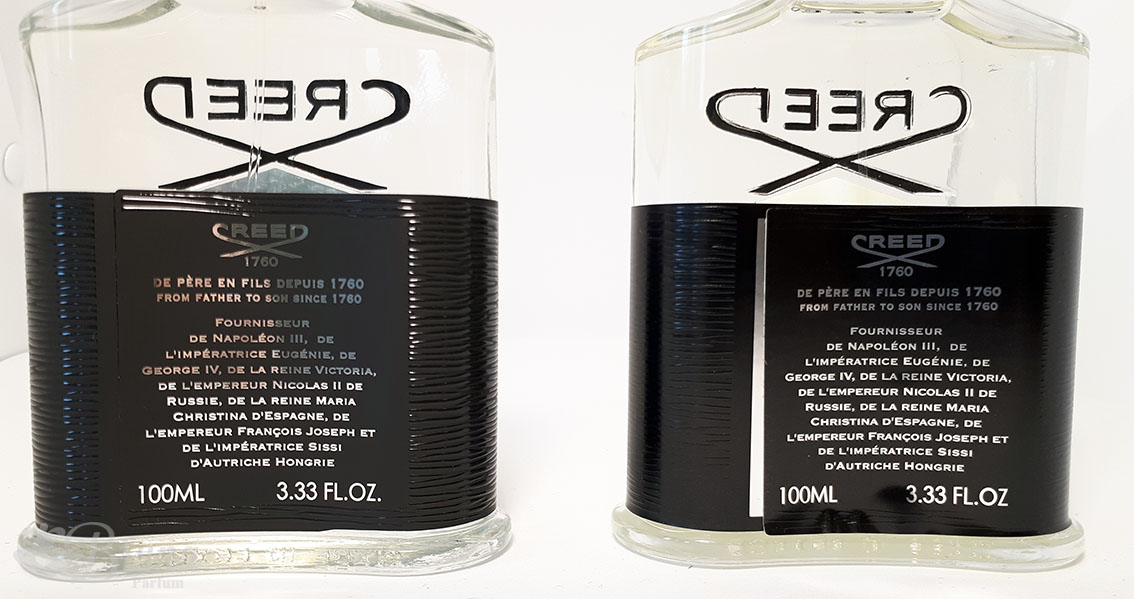 CREED
CREED
1760
DE PÈRE EN FILS DEPUIS 1760
FROM FATHER TO SON SINCE 1760
FOURNISSEUR
DE NAPOLÉON III, DE
L'IMPÉRATRICE EUGÉNIE, DE
GEORGE IV, DE LA REINE VICTORIA,
DE L'EMPEREUR NICOLAS II DE
RUSSIE, DE LA REINE MARIA
CHRISTINA D'ESPAGNE, DE
L'EMPEREUR FRANÇOIS JOSEPH ET
DE L'IMPÉRATRICE SISSI
D'AUTRICHE HONGRIE
100ML 3.33 FL.OZ.
Parfum
CREED
CREED
1760
DE PÈRE EN FILS DEPUIS 1760
FROM FATHER TO SON SINCE 1760
FOURNISSEUR
DE NAPOLÉON III, DE
L'IMPÉRATRICE EUGÉNIE, DE
GEORGE IV, DE LA REINE VICTORIA,
DE L'EMPEREUR NICOLAS II DE
RUSSIE, DE LA REINE MARIA
CHRISTINA D'ESPAGNE, DE
L'EMPEREUR FRANÇOIS JOSEPH ET
DE L'IMPÉRATRICE SISSI
D'AUTRICHE HONGRIE
100ML 3.33 FL.OZ